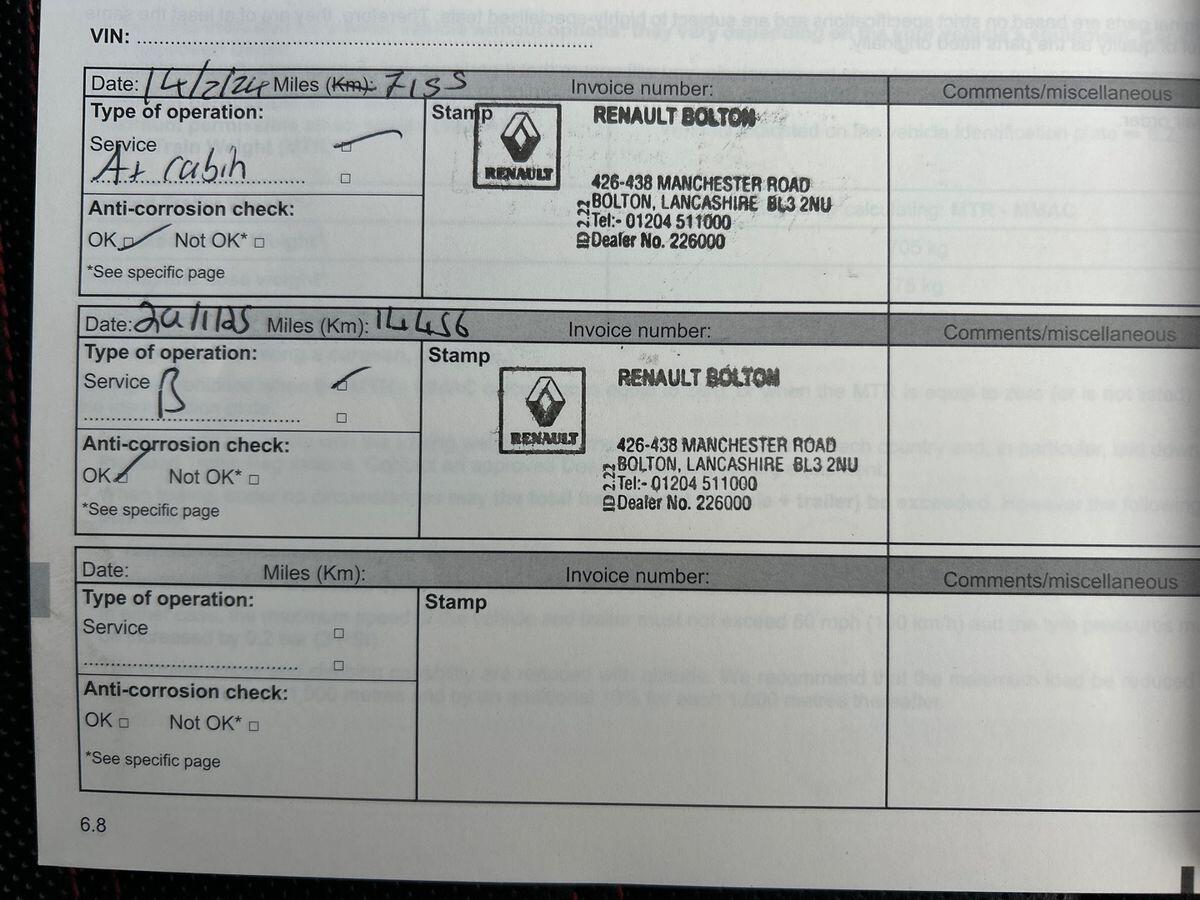 VIN: ..........
Date: 14/2/24 Miles (Km): 7155 Invoice number: Comments/miscellaneous
Type of operation: Stamp
Service
A+ cabin
Anti-corrosion check:
OK □ Not OK* □
*See specific page
RENAULT
RENAULT BOLTON
426-438 MANCHESTER ROAD
BOLTON, LANCASHIRE BL3 2NU
Tel:- 01204 511000
Dealer No. 226000
ID 2.22
Date: Miles (Km): 14456 Invoice number: Comments/miscellaneous
Type of operation: Stamp
Service B
Anti-corrosion check:
OK □ Not OK* □
*See specific page
RENAULT
RENAULT BOLTON
426-438 MANCHESTER ROAD
BOLTON, LANCASHIRE BL3 2NU
Tel:- 01204 511000
Dealer No. 226000
ID 2.22
Date: Miles (Km): Invoice number: Comments/miscellaneous
Type of operation: Stamp
Service □
.......... □
Anti-corrosion check:
OK □ Not OK* □
*See specific page
6.8